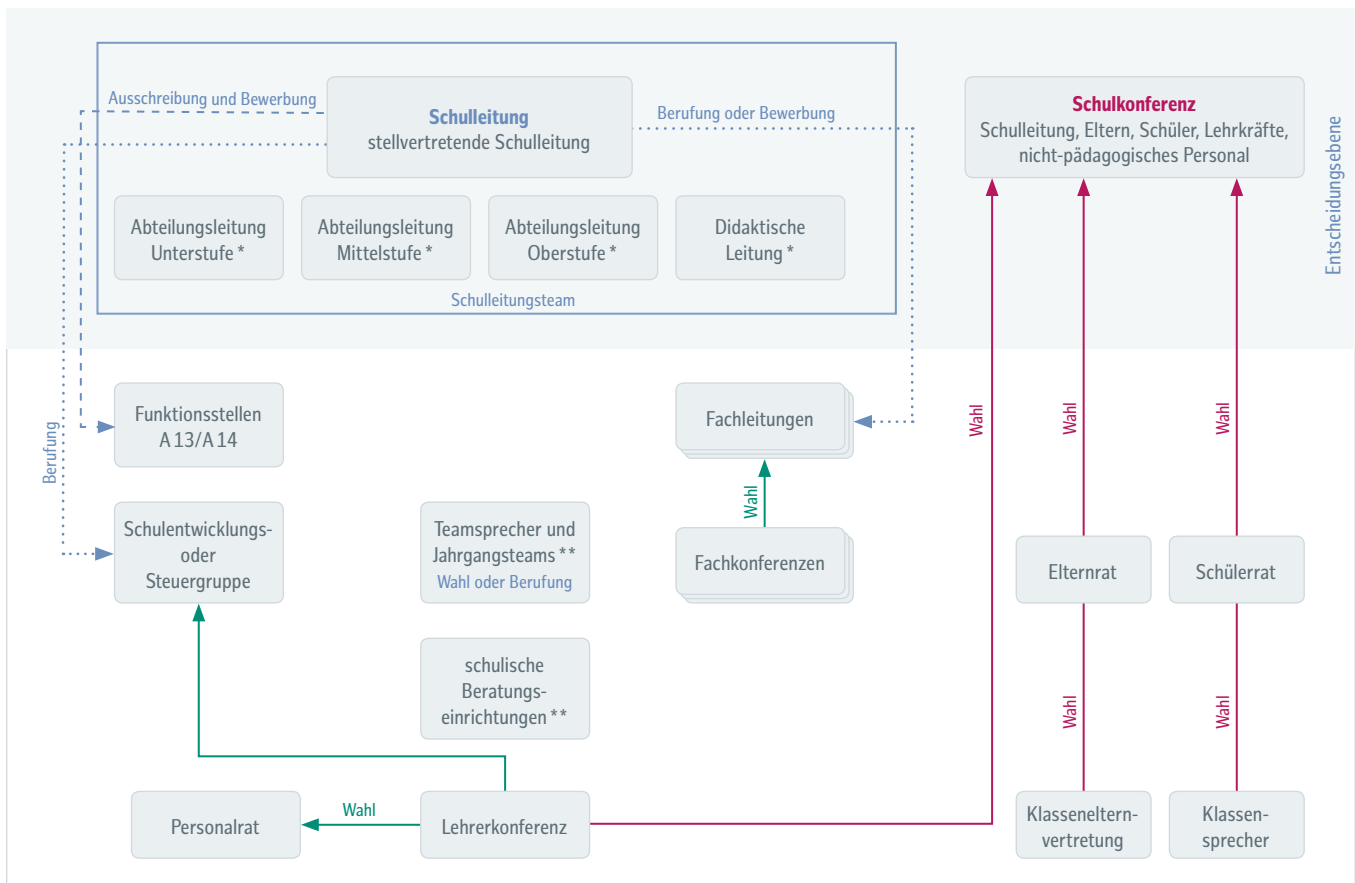 Ausschreibung und Bewerbung
Schulleitung
stellvertretende Schulleitung
Berufung oder Bewerbung
Schulkonferenz
Schulleitung, Eltern, Schüler, Lehrkräfte,
nicht-pädagogisches Personal
Entscheidungsebene
Abteilungsleitung
Unterstufe *
Abteilungsleitung
Mittelstufe *
Abteilungsleitung
Oberstufe *
Didaktische
Leitung *
Schulleitungsteam
Berufung
Funktionsstellen
A 13/A 14
Fachleitungen
Wahl
Wahl
Wahl
Wahl
Schulentwicklungs-
oder
Steuergruppe
Teamsprecher und
Jahrgangsteams **
Wahl oder Berufung
Fachkonferenzen
Elternrat
Schülerrat
schulische
Beratungs-
einrichtungen **
Wahl
Wahl
Personalrat
Wahl
Lehrerkonferenz
Klasseneltern-
vertretung
Klassen-
sprecher